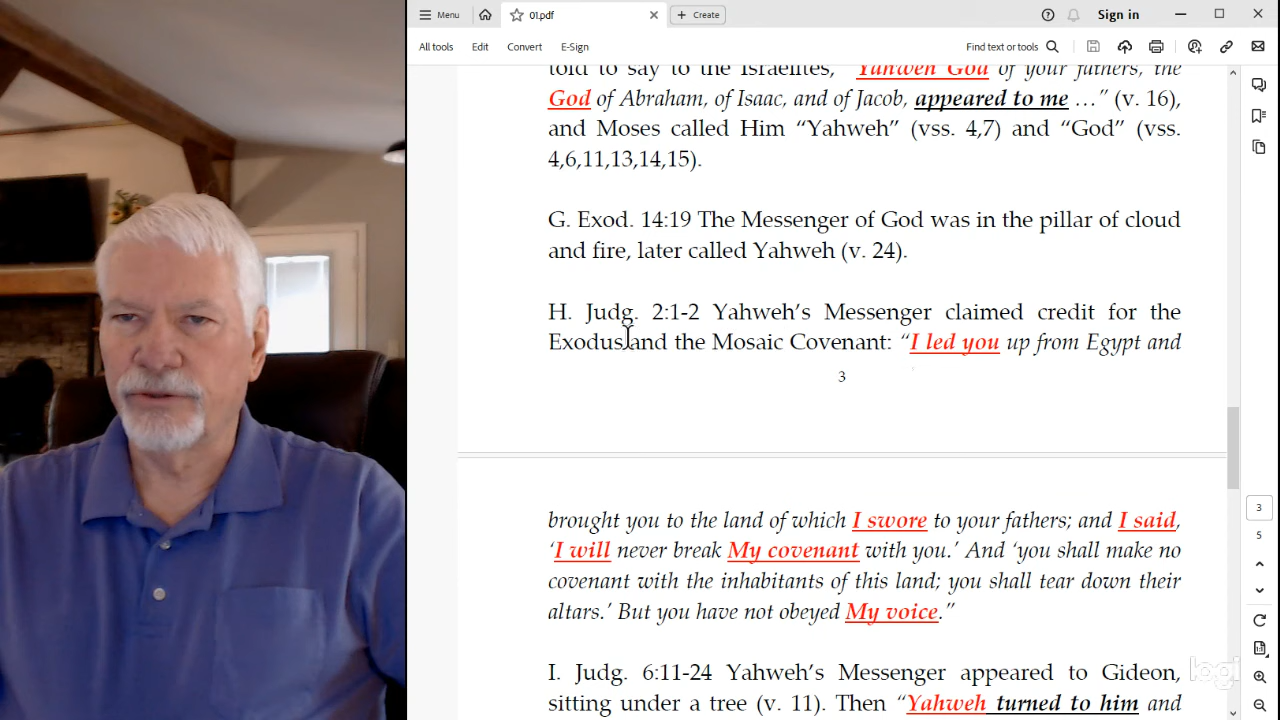 Menu
01.pdf
Create
Sign in
All tools
Edit
Convert
E-Sign
Find text or tools
told to say to the Israelites, “Yahweh God of your fathers, the
God of Abraham, of Isaac, and of Jacob, appeared to me …” (v. 16),
and Moses called Him “Yahweh” (vss. 4,7) and “God” (vss.
4,6,11,13,14,15).
G. Exod. 14:19 The Messenger of God was in the pillar of cloud
and fire, later called Yahweh (v. 24).
H. Judg. 2:1-2 Yahweh’s Messenger claimed credit for the
Exodus and the Mosaic Covenant: “I led you up from Egypt and
3
brought you to the land of which I swore to your fathers; and I said,
‘I will never break My covenant with you.’ And ‘you shall make no
covenant with the inhabitants of this land; you shall tear down their
altars.’ But you have not obeyed My voice.”
I. Judg. 6:11-24 Yahweh’s Messenger appeared to Gideon,
sitting under a tree (v. 11). Then “Yahweh turned to him and
3
5
logi